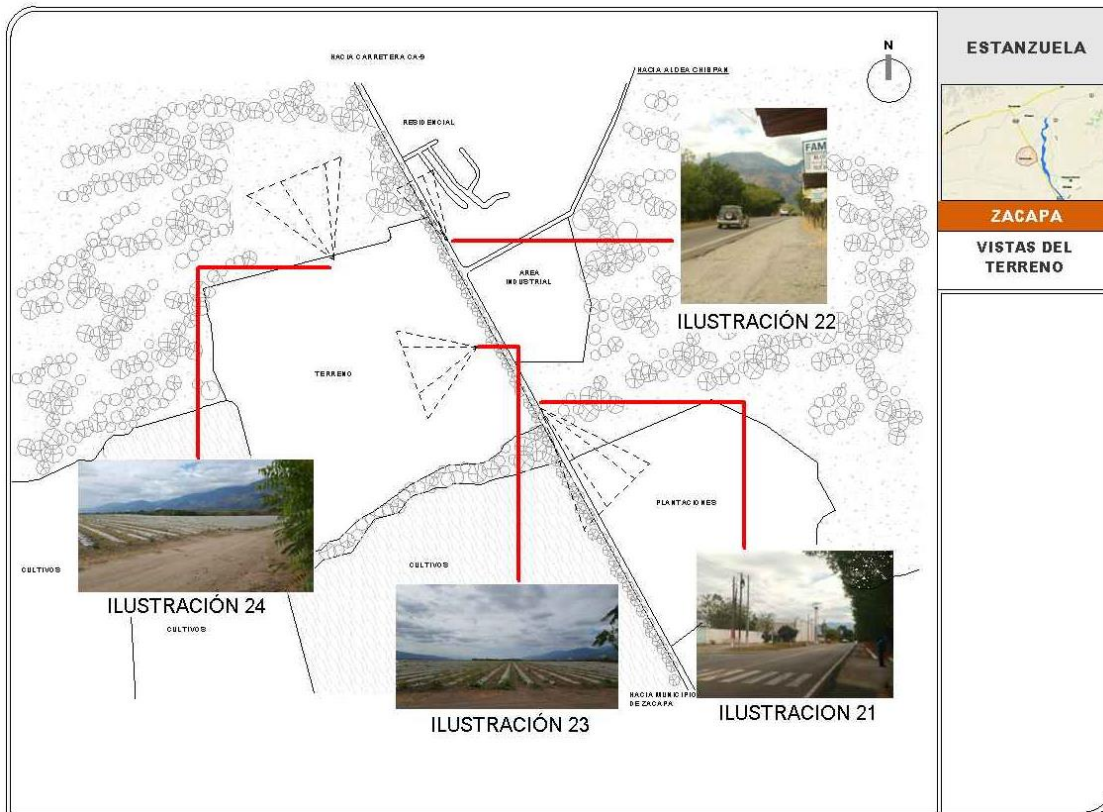 HACIA CARRETERA CA-9
HACIA ALDEA CHISPAN
N
RESIDENCIAL
AREA
INDUSTRIAL
TERRENO
PLANTACIONES
CULTIVOS
CULTIVOS
CULTIVOS
HACIA MUNICIPIO
DE ZACAPA
FAM
ILUSTRACIÓN 22
ILUSTRACIÓN 24
ILUSTRACIÓN 23
ILUSTRACION 21
ESTANZUELA
ZACAPA
VISTAS DEL
TERRENO